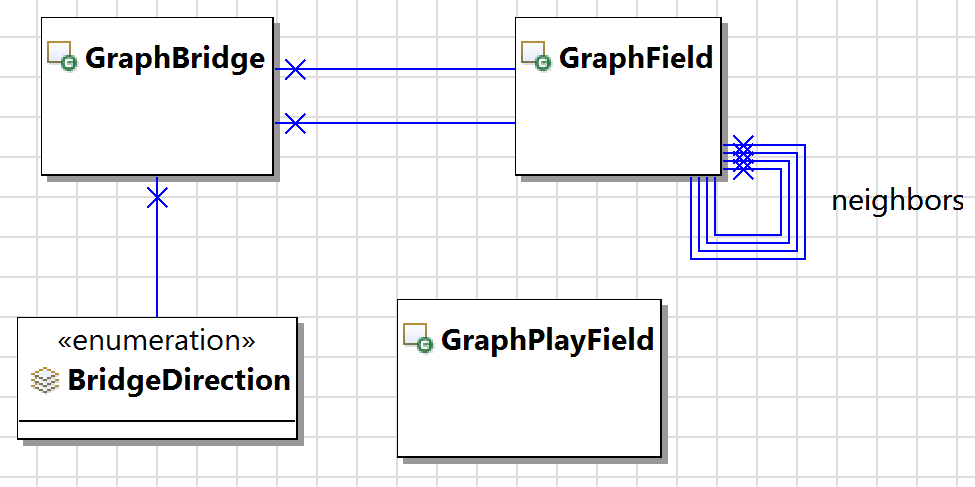 GraphBridge
GraphField
neighbors
«enumeration»
BridgeDirection
GraphPlayField